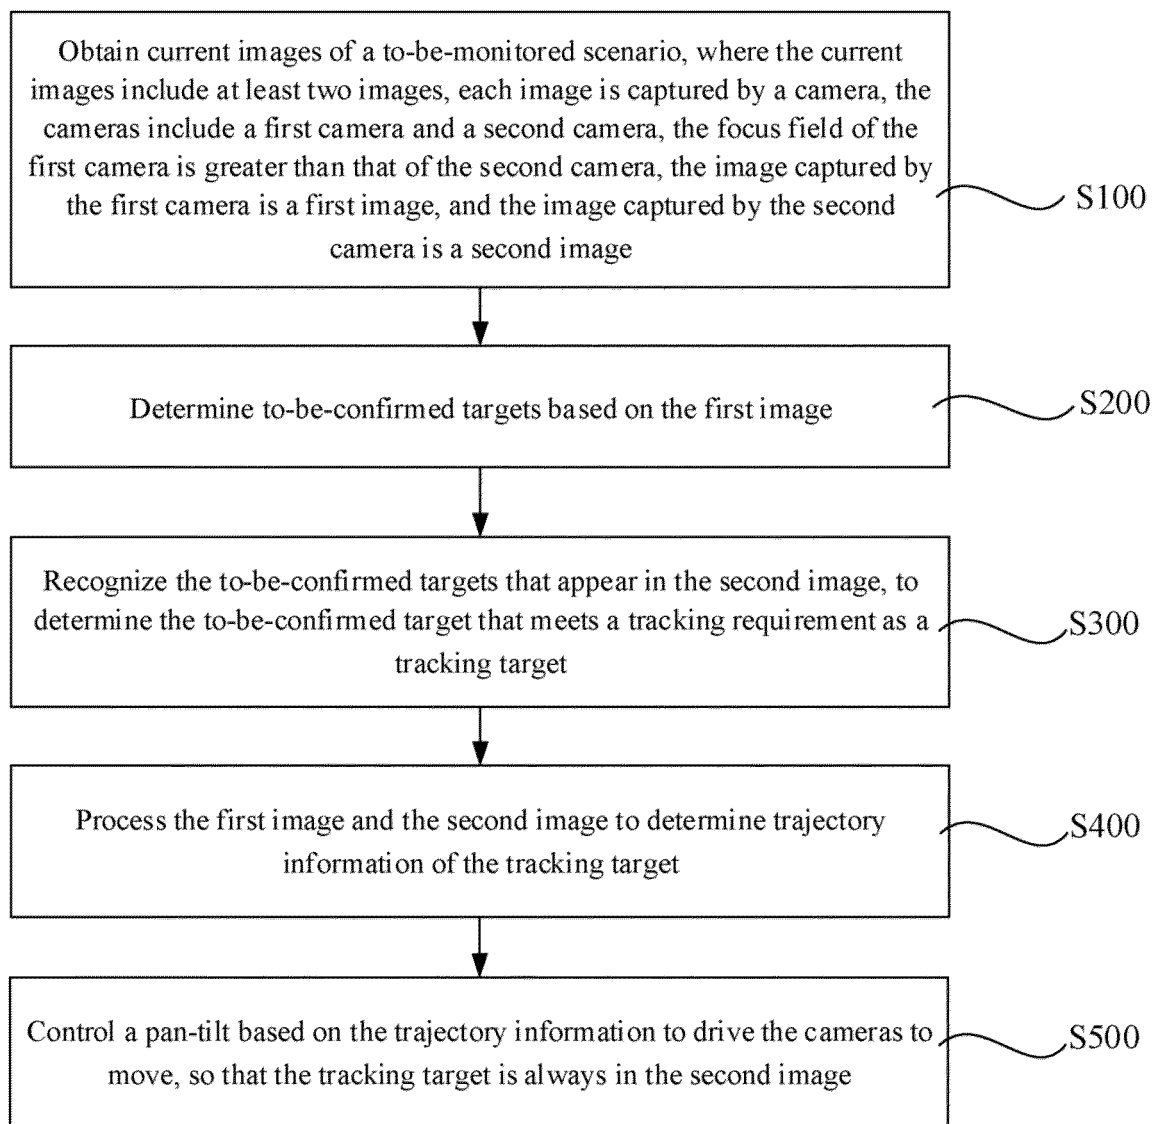 Obtain current images of a to-be-monitored scenario, where the current
images include at least two images, each image is captured by a camera, the
cameras include a first camera and a second camera, the focus field of the
first camera is greater than that of the second camera, the image captured by
the first camera is a first image, and the image captured by the second
camera is a second image
S100
Determine to-be-confirmed targets based on the first image
S200
Recognize the to-be-confirmed targets that appear in the second image, to
determine the to-be-confirmed target that meets a tracking requirement as a
tracking target
S300
Process the first image and the second image to determine trajectory
information of the tracking target
S400
Control a pan-tilt based on the trajectory information to drive the cameras to
move, so that the tracking target is always in the second image
S500